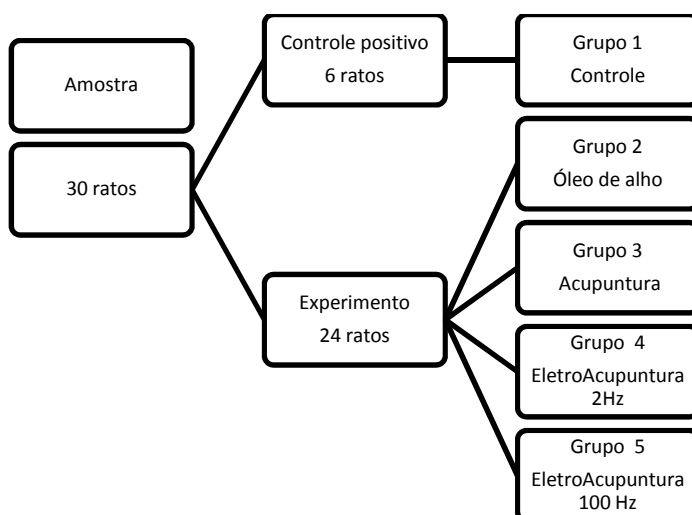 Amostra
30 ratos
Controle positivo
6 ratos
Experimento
24 ratos
Grupo 1
Controle
Grupo 2
Óleo de alho
Grupo 3
Acupuntura
Grupo 4
EletroAcupuntura
2Hz
Grupo 5
EletroAcupuntura
100 Hz